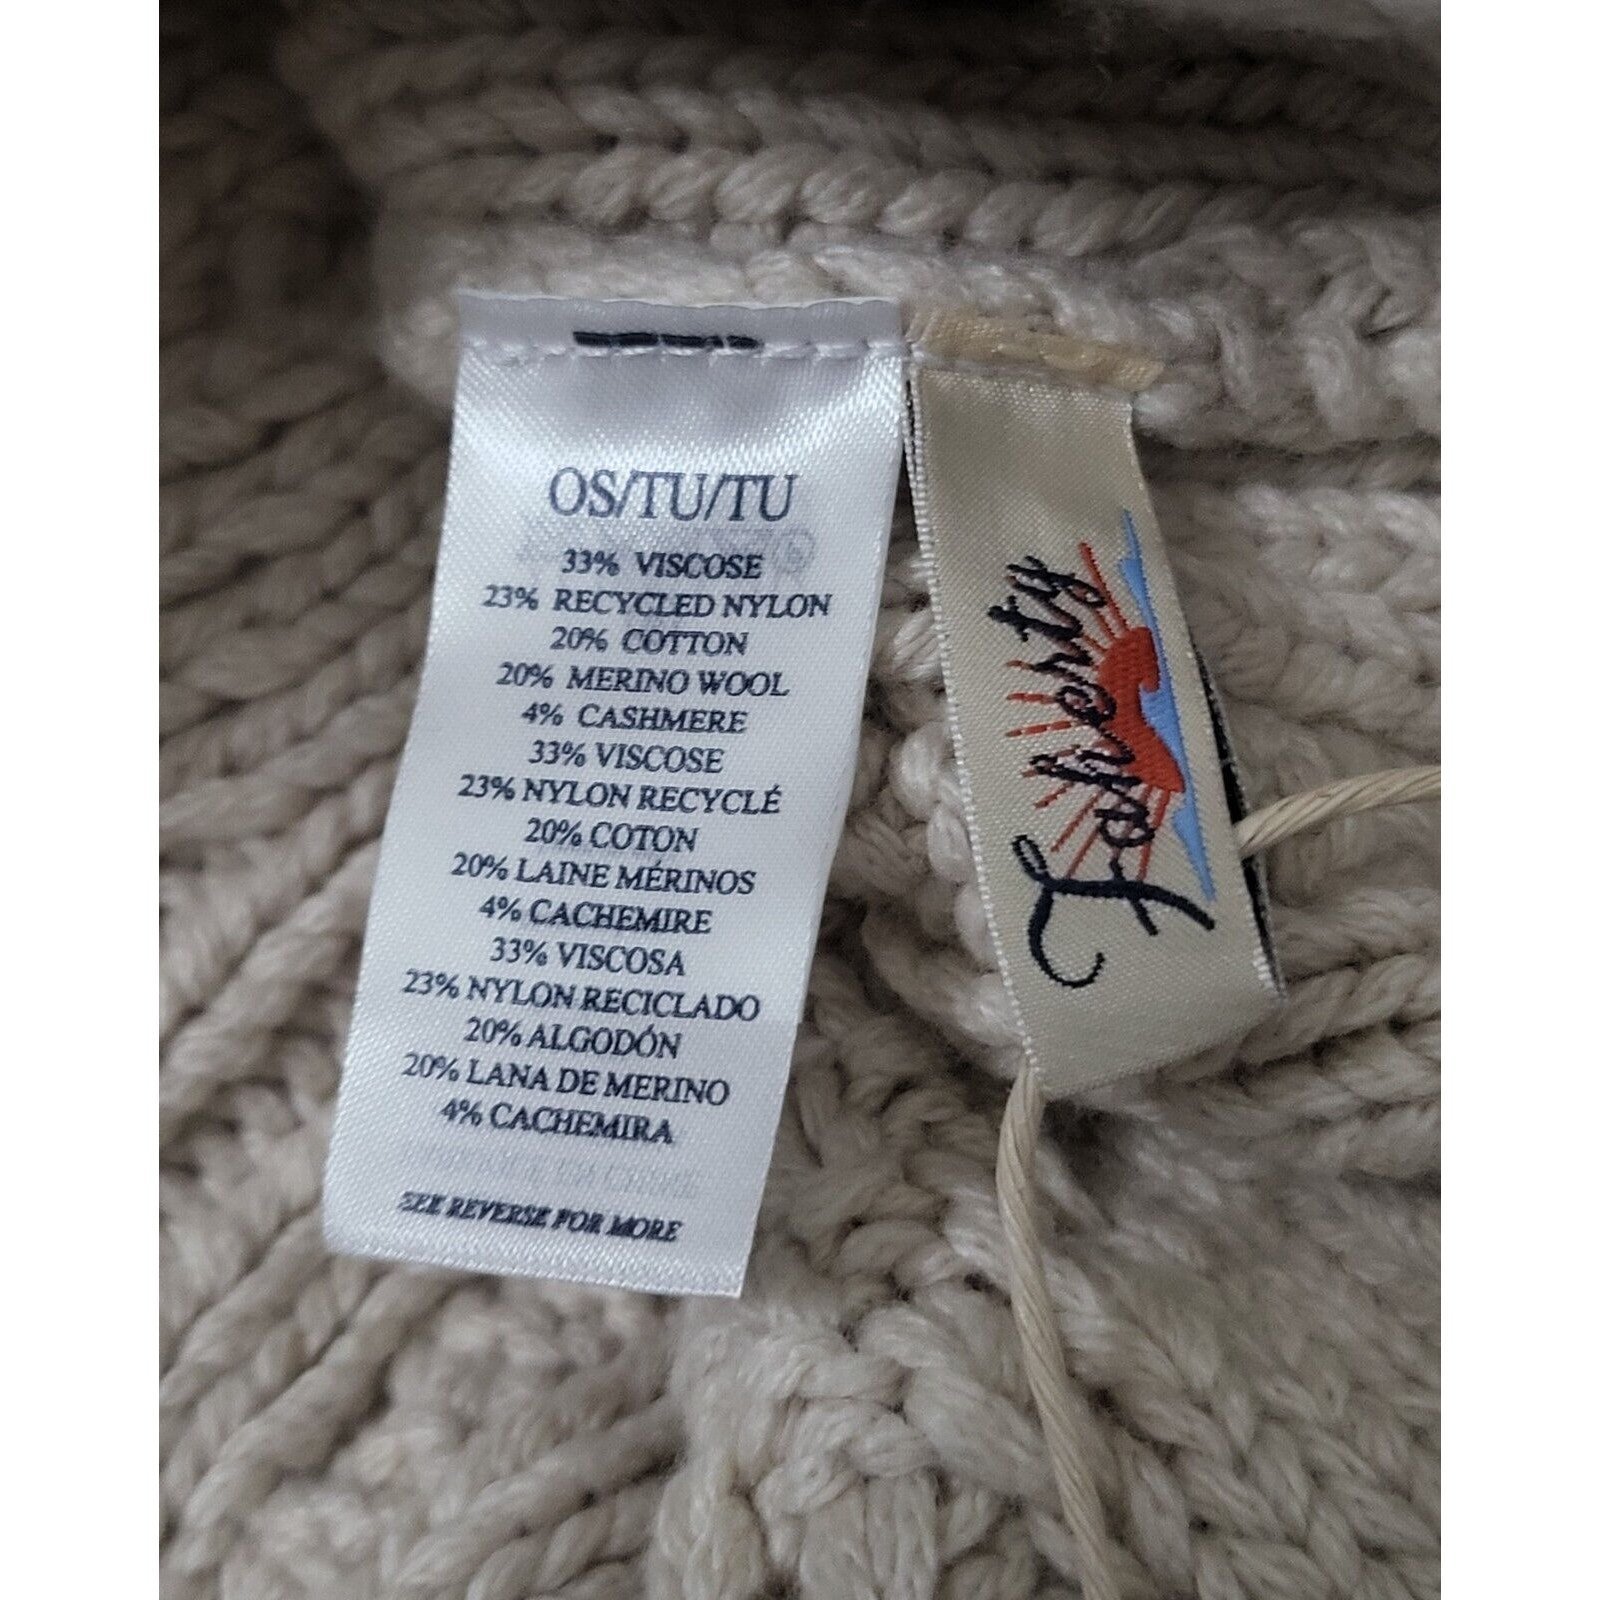 OS/TU/TU
33% VISCOSE
23% RECYCLED NYLON
20% COTTON
20% MERINO WOOL
4% CASHMERE
33% VISCOSE
23% NYLON RECYCLÉ
20% COTON
20% LAINE MÉRINOS
4% CACHEMIRE
33% VISCOSA
23% NYLON RECICLADO
20% ALGODÓN
20% LANA DE MERINO
4% CACHEMIRA
SEE REVERSE FOR MORE
Faherty